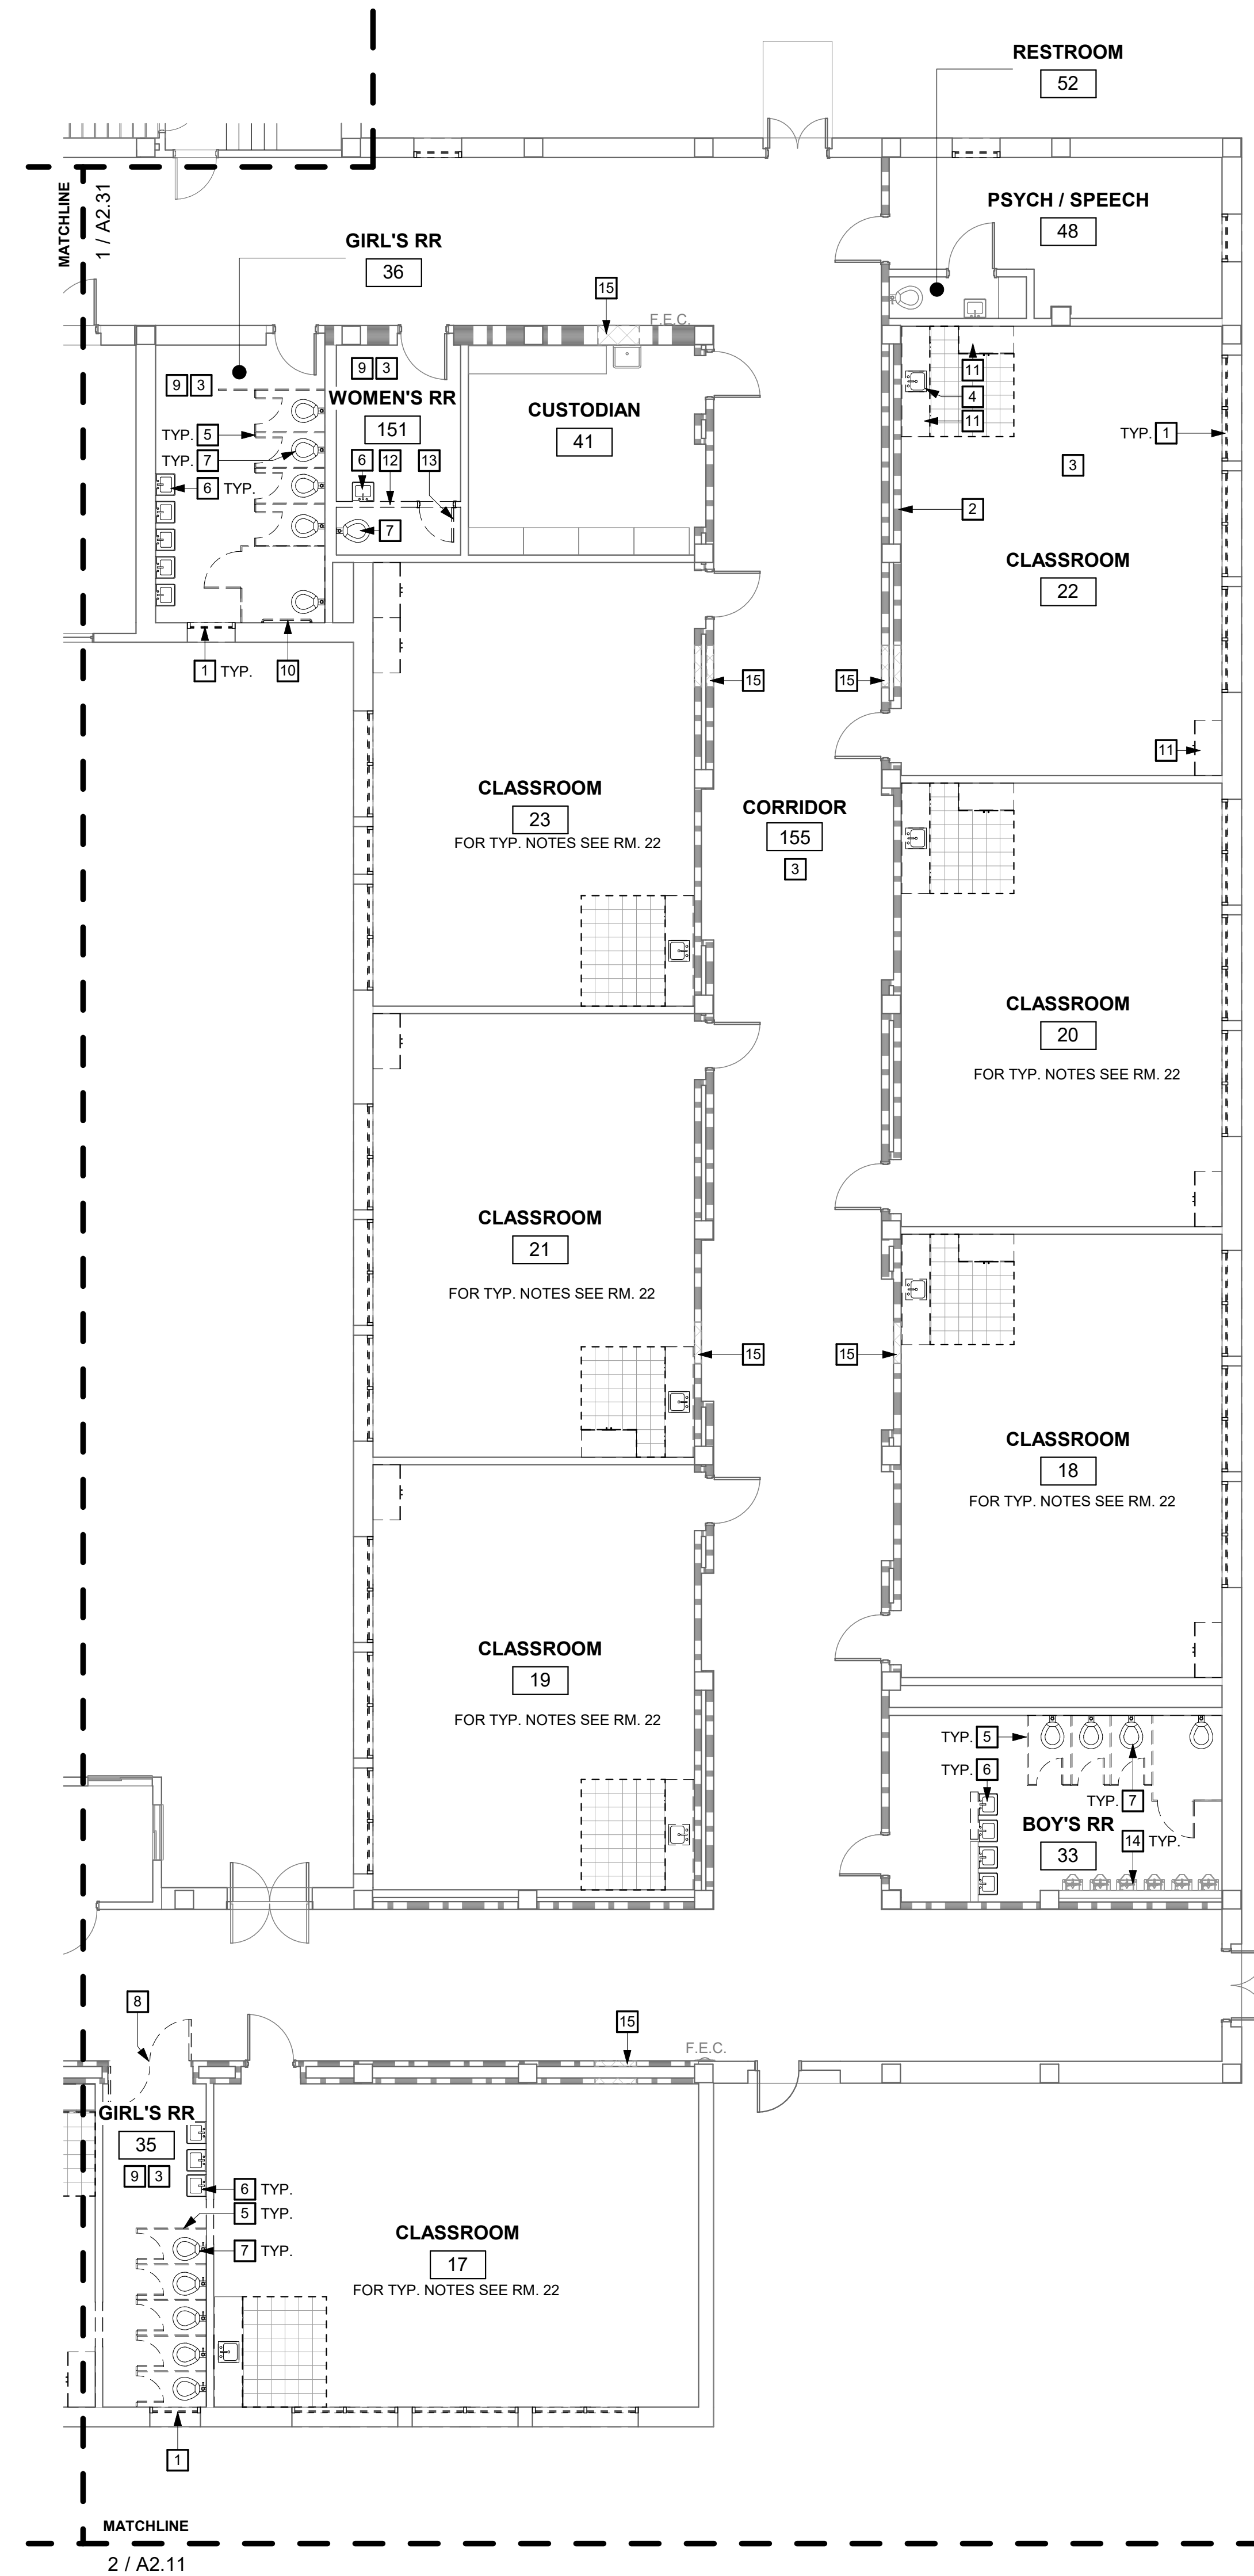 RESTROOM
52
MATCHLINE
1 / A2.31
PSYCH / SPEECH
48
GIRL'S RR
36
15
F.E.C.
9 3
9 3
WOMEN'S RR
151
CUSTODIAN
41
11
4
11
TYP. 1
3
TYP. 5
TYP. 7
6 TYP.
6 12 13
7
2
CLASSROOM
22
1 TYP.
10
15
15
11
CLASSROOM
23
FOR TYP. NOTES SEE RM. 22
CORRIDOR
155
3
CLASSROOM
20
FOR TYP. NOTES SEE RM. 22
CLASSROOM
21
FOR TYP. NOTES SEE RM. 22
15
15
CLASSROOM
18
FOR TYP. NOTES SEE RM. 22
CLASSROOM
19
FOR TYP. NOTES SEE RM. 22
TYP. 5
TYP. 6
TYP. 7
BOY'S RR
33
14 TYP.
8
15
F.E.C.
GIRL'S RR
35
9 3
6 TYP.
5 TYP.
7 TYP.
CLASSROOM
17
FOR TYP. NOTES SEE RM. 22
1
MATCHLINE
2 / A2.11